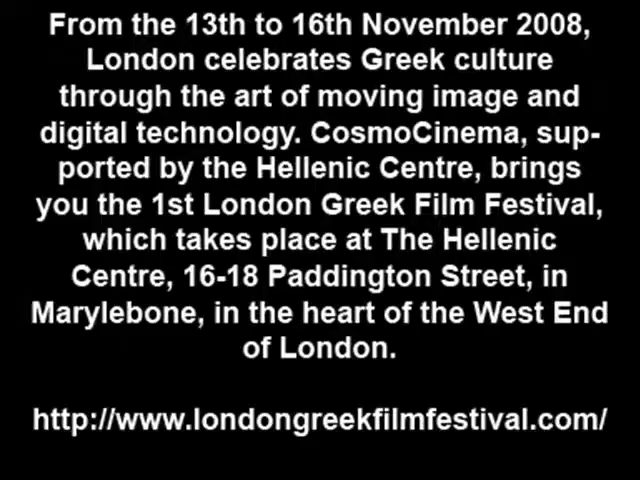 From the 13th to 16th November 2008,
London celebrates Greek culture
through the art of moving image and
digital technology. CosmoCinema, sup-
ported by the Hellenic Centre, brings
you the 1st London Greek Film Festival,
which takes place at The Hellenic
Centre, 16-18 Paddington Street, in
Marylebone, in the heart of the West End
of London.
http://www.londongreekfilmfestival.com/